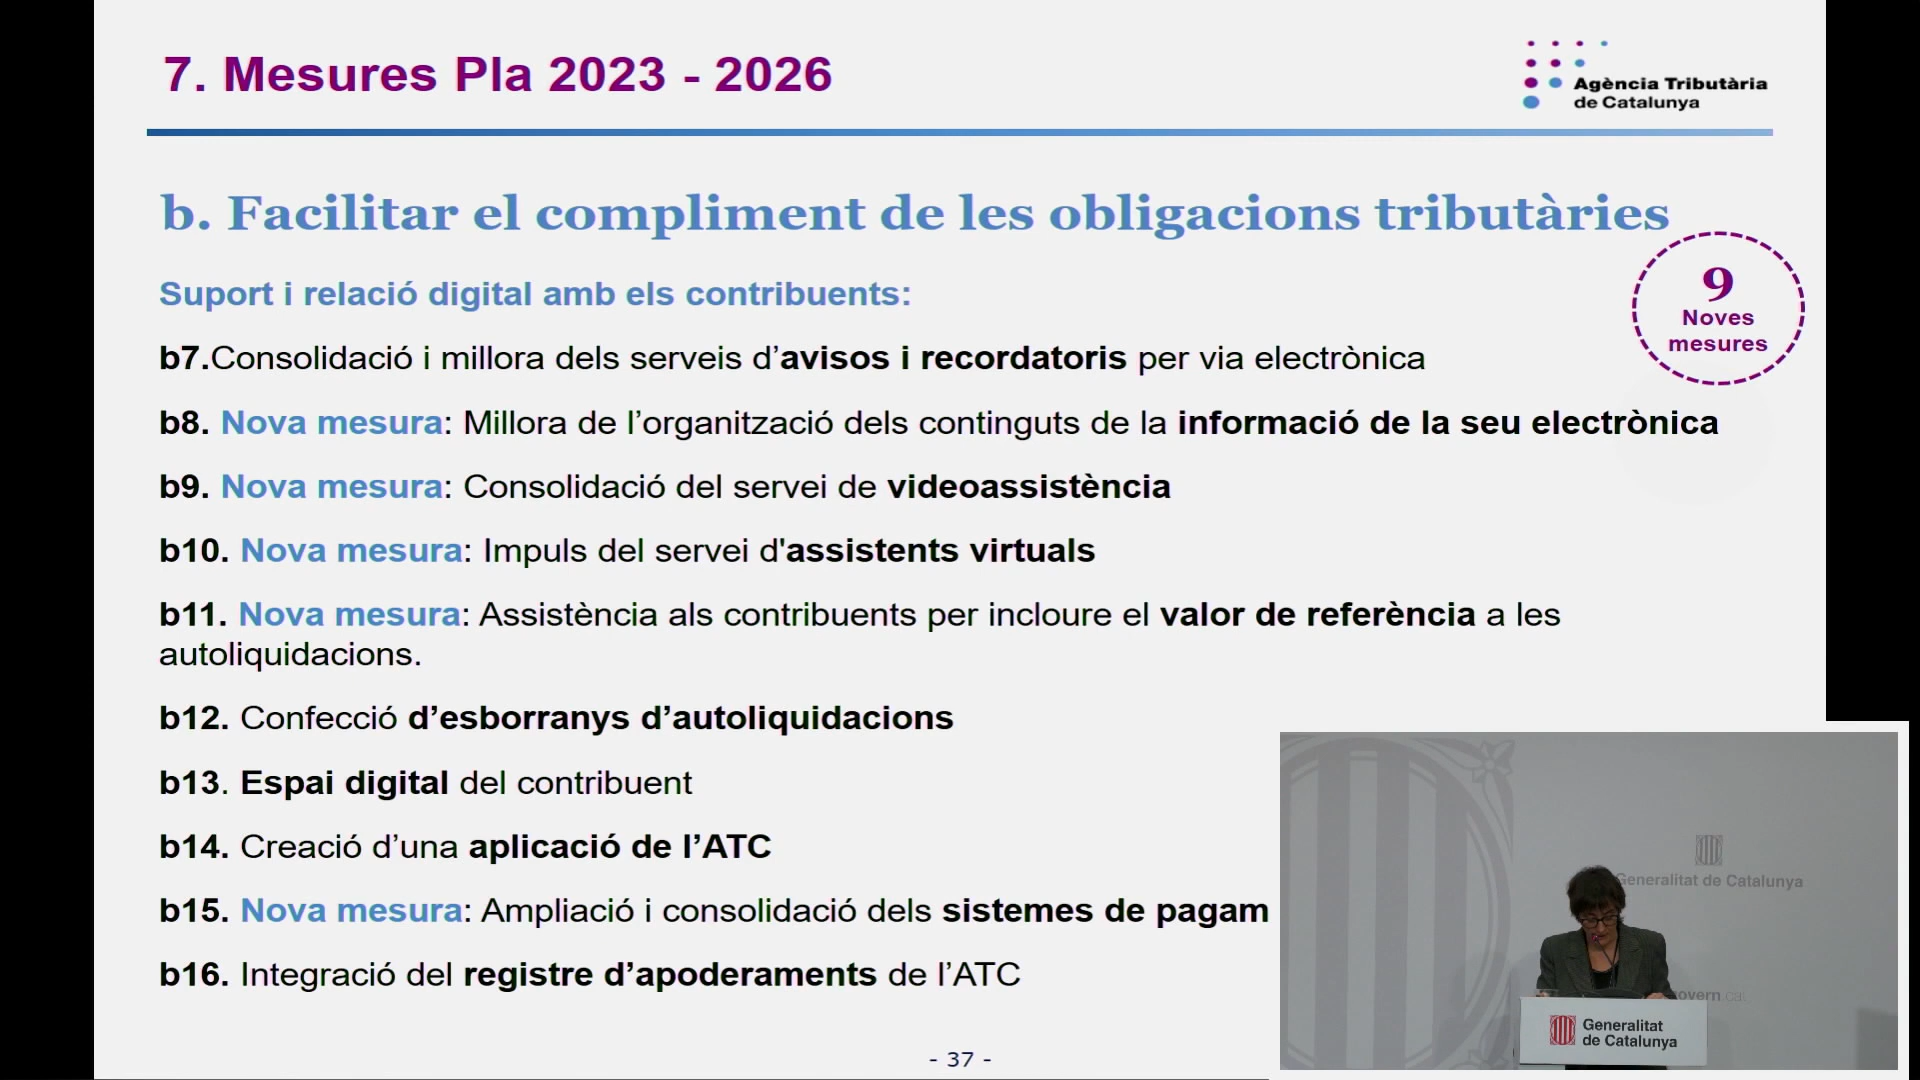 7. Mesures Pla 2023 - 2026
Agència Tributària
de Catalunya
b. Facilitar el compliment de les obligacions tributàries
9
Noves
mesures
Suport i relació digital amb els contribuents:
b7.Consolidació i millora dels serveis d’avisos i recordatoris per via electrònica
b8. Nova mesura: Millora de l’organització dels continguts de la informació de la seu electrònica
b9. Nova mesura: Consolidació del servei de videoassistència
b10. Nova mesura: Impuls del servei d'assistents virtuals
b11. Nova mesura: Assistència als contribuents per incloure el valor de referència a les
autoliquidacions.
b12. Confecció d’esborranys d’autoliquidacions
b13. Espai digital del contribuent
b14. Creació d’una aplicació de l’ATC
b15. Nova mesura: Ampliació i consolidació dels sistemes de pagam
b16. Integració del registre d’apoderaments de l’ATC
- 37 -
Generalitat de Catalunya
govern.cat
Generalitat
de Catalunya